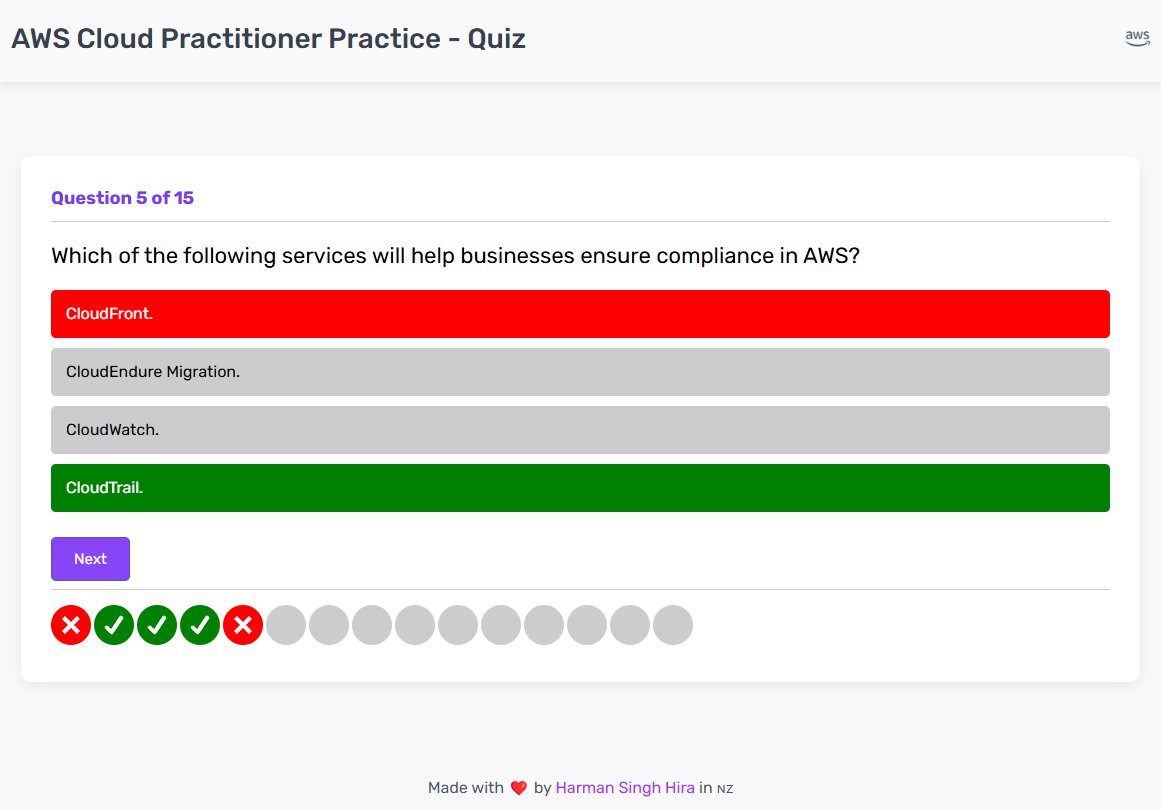 AWS Cloud Practitioner Practice - Quiz
aws
Question 5 of 15
Which of the following services will help businesses ensure compliance in AWS?
CloudFront.
CloudEndure Migration.
CloudWatch.
CloudTrail.
Next
Made with ❤️ by Harman Singh Hira in NZ